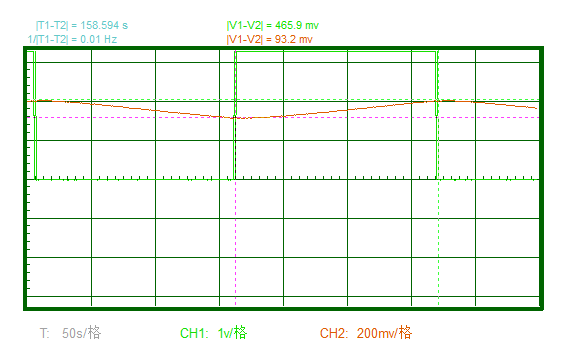 |T1-T2| = 158.594 s |V1-V2| = 465.9 mv
1/|T1-T2| = 0.01 Hz |V1-V2| = 93.2 mv
T: 50s/格 CH1: 1v/格 CH2: 200mv/格